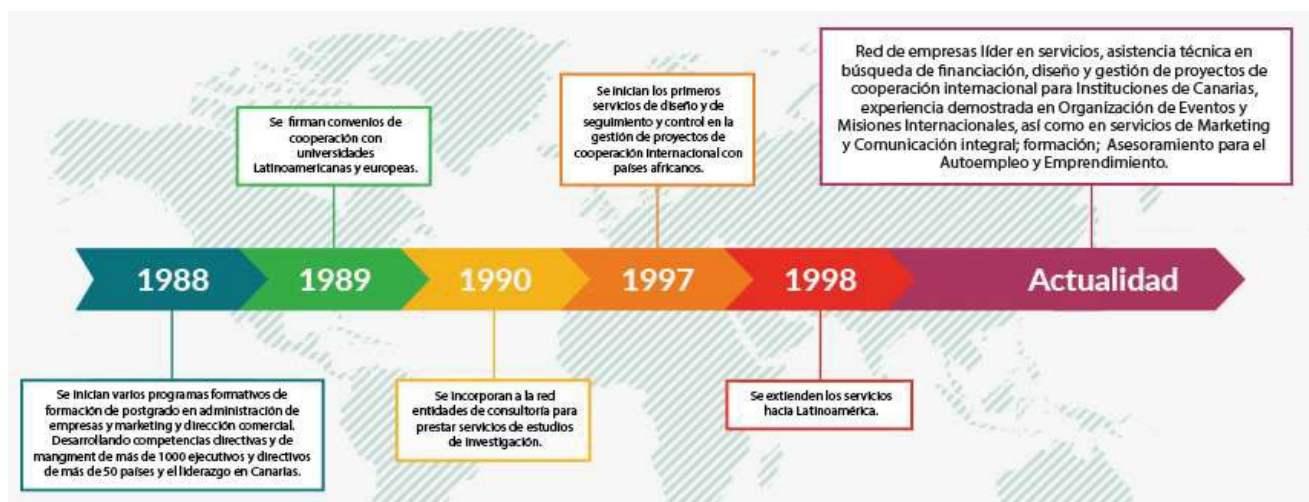 Red de empresas líder en servicios, asistencia técnica en
búsqueda de financiación, diseño y gestión de proyectos de
cooperación internacional para Instituciones de Canarias,
experiencia demostrada en Organización de Eventos y
Misiones Internacionales, así como en servicios de Marketing
y Comunicación integral; formación; Asesoramiento para el
Autoempleo y Emprendimiento.
Se inician los primeros
servicios de diseño y de
seguimiento y control en la
gestión de proyectos de
cooperación internacional con
países africanos.
Se firman convenios de
cooperación con
universidades
Latinoamericanas y europeas.
1988
1989
1990
1997
1998
Actualidad
Se inician varios programas formativos de
formación de postgrado en administración de
empresas y marketing y dirección comercial.
Desarrollando competencias directivas y de
mangment de más de 1000 ejecutivos y directivos
de más de 50 países y el liderazgo en Canarias.
Se incorporan a la red
entidades de consultoría para
prestar servicios de estudios
de investigación.
Se extienden los servicios
hacia Latinoamérica.